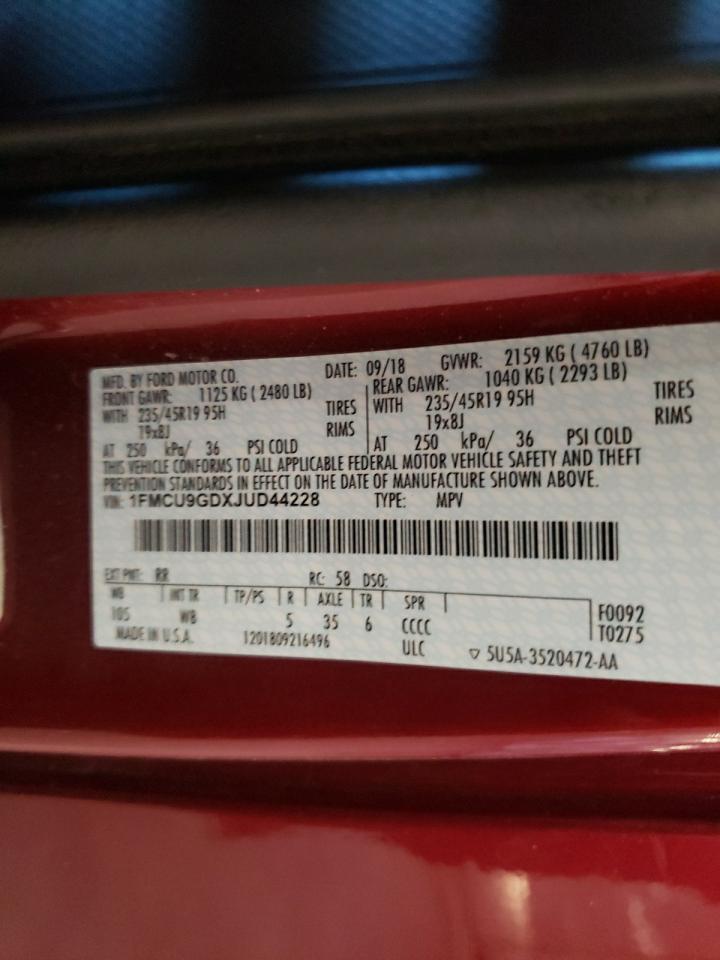 MFD. BY FORD MOTOR CO. DATE: 09/18 GVWR: 2159 KG ( 4760 LB)
FRONT GAWR: 1125 KG ( 2480 LB) REAR GAWR: 1040 KG ( 2293 LB)
WITH 235/45R19 95H TIRES WITH 235/45R19 95H TIRES
19x8J RIMS 19x8J RIMS
AT 250 kPa/ 36 PSI COLD AT 250 kPa/ 36 PSI COLD
THIS VEHICLE CONFORMS TO ALL APPLICABLE FEDERAL MOTOR VEHICLE SAFETY AND THEFT
PREVENTION STANDARDS IN EFFECT ON THE DATE OF MANUFACTURE SHOWN ABOVE.
VIN: 1FMCU9GDXJUD44228 TYPE: MPV
EXT PNT: RR RC: 58 DSO:
WB INT TR TP/PS R AXLE TR SPR
105 WB 5 35 6 CCCC F0092
MADE IN U.S.A. 1201809216496 ULC T0275
5U5A-3520472-AA